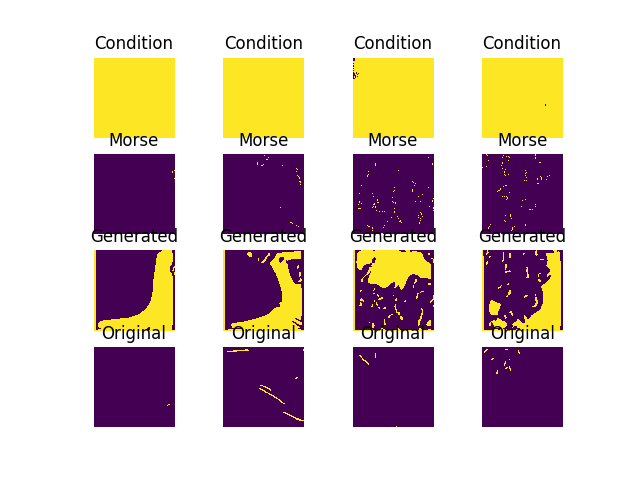 Condition Condition Condition Condition
Morse Morse Morse Morse
Generated Generated Generated Generated
Original Original Original Original